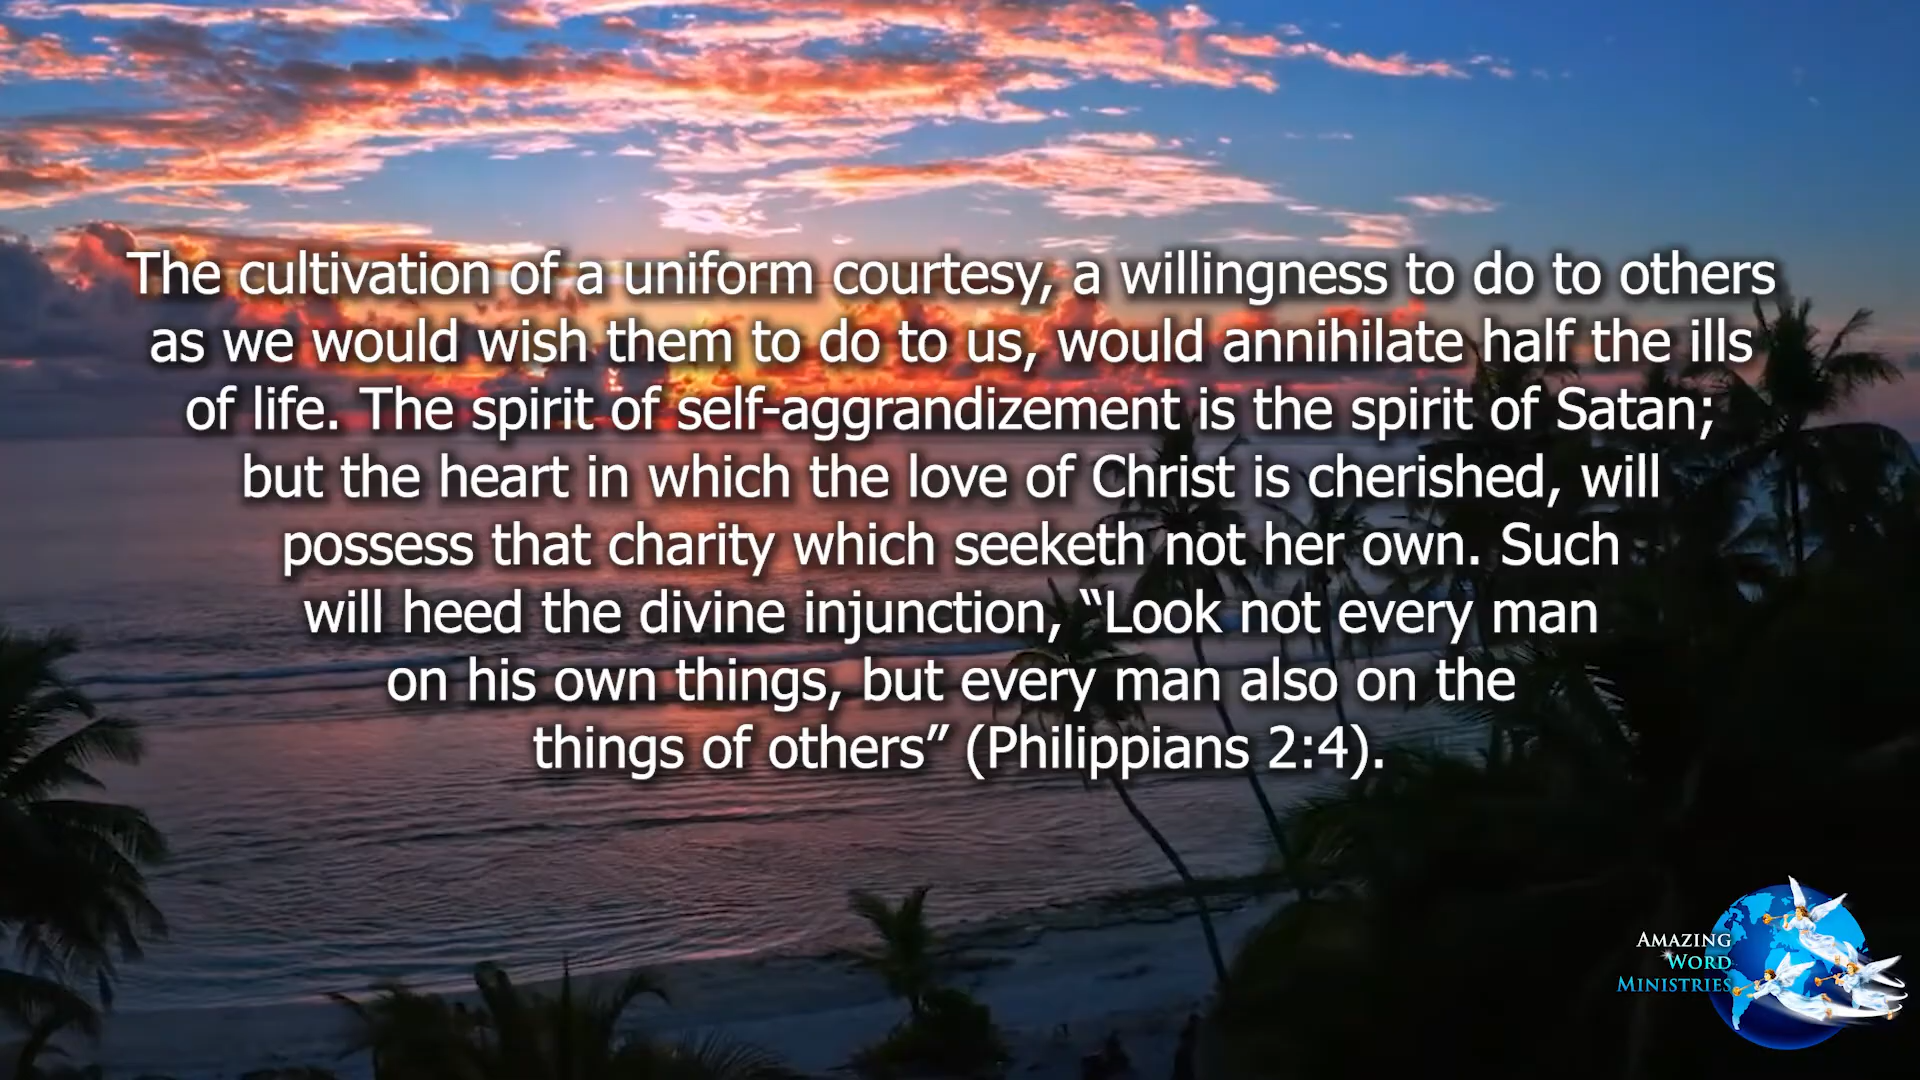 The cultivation of a uniform courtesy, a willingness to do to others
as we would wish them to do to us, would annihilate half the ills
of life. The spirit of self-aggrandizement is the spirit of Satan;
but the heart in which the love of Christ is cherished, will
possess that charity which seeketh not her own. Such
will heed the divine injunction, “Look not every man
on his own things, but every man also on the
things of others” (Philippians 2:4).
AMAZING
WORD
MINISTRIES